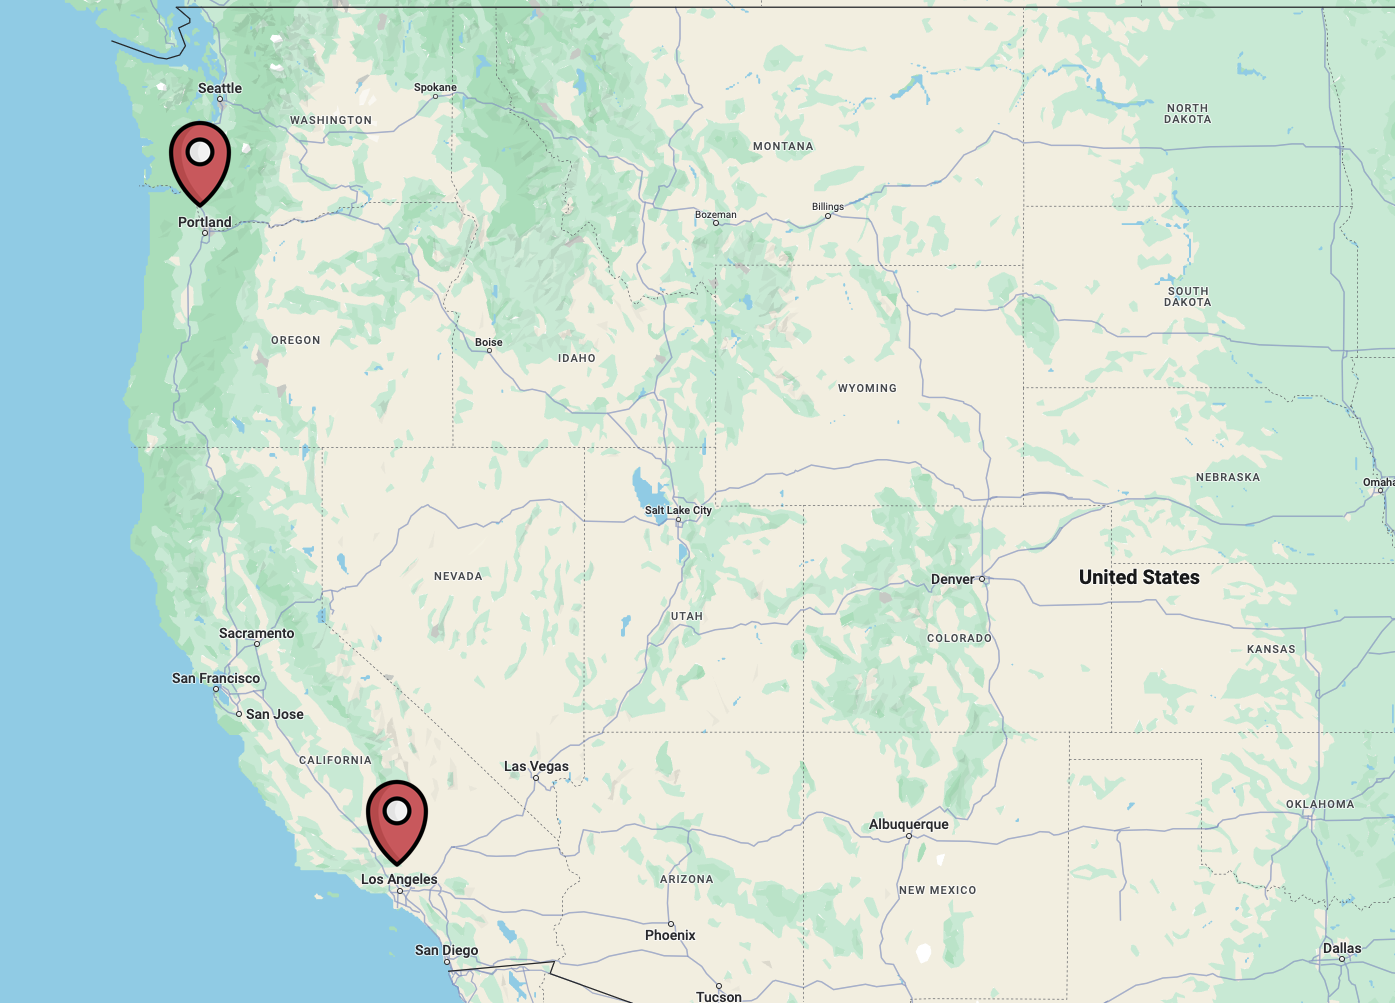 Seattle
Spokane
WASHINGTON
NORTH
DAKOTA
MONTANA
Portland
Bozeman
Billings
SOUTH
DAKOTA
OREGON
Boise
IDAHO
WYOMING
NEBRASKA
Omaha
Salt Lake City
NEVADA
Denver
United States
UTAH
COLORADO
Sacramento
KANSAS
San Francisco
San Jose
CALIFORNIA
Las Vegas
OKLAHOMA
Albuquerque
Los Angeles
ARIZONA
NEW MEXICO
Phoenix
San Diego
Dallas
Tucson